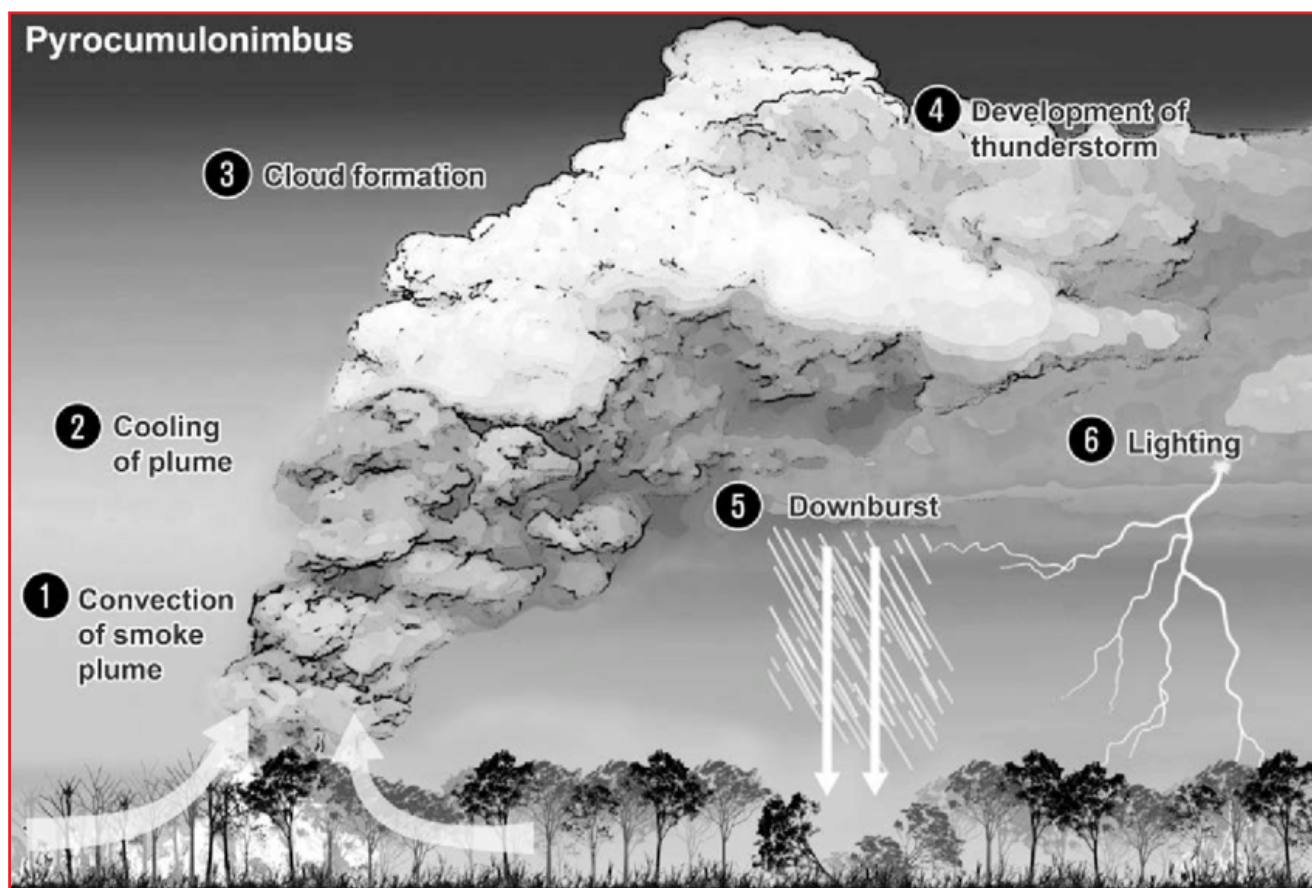 Pyrocumulonimbus
4 Development of
thunderstorm
3 Cloud formation
2 Cooling
of plume
6 Lighting
5 Downburst
1 Convection
of smoke
plume